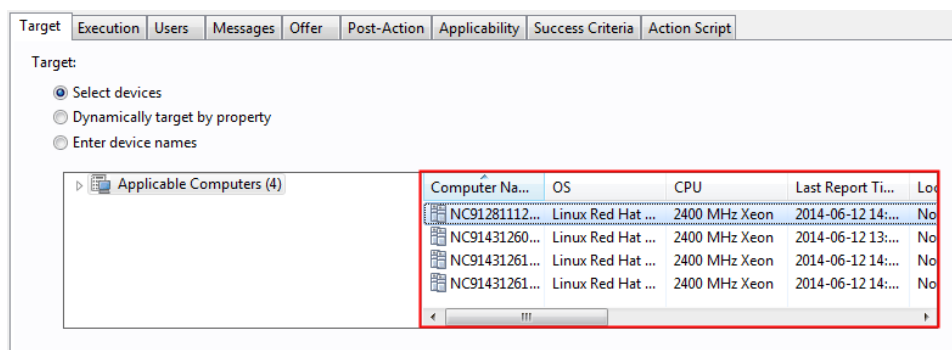 Target Execution Users Messages Offer Post-Action Applicability Success Criteria Action Script
Target:
Select devices
Dynamically target by property
Enter device names
Applicable Computers (4)
Computer Na... OS CPU Last Report Ti... Loc
NC91281112... Linux Red Hat ... 2400 MHz Xeon 2014-06-12 14:... No
NC91431260... Linux Red Hat ... 2400 MHz Xeon 2014-06-12 13:... No
NC91431261... Linux Red Hat ... 2400 MHz Xeon 2014-06-12 14:... No
NC91431261... Linux Red Hat ... 2400 MHz Xeon 2014-06-12 14:... No